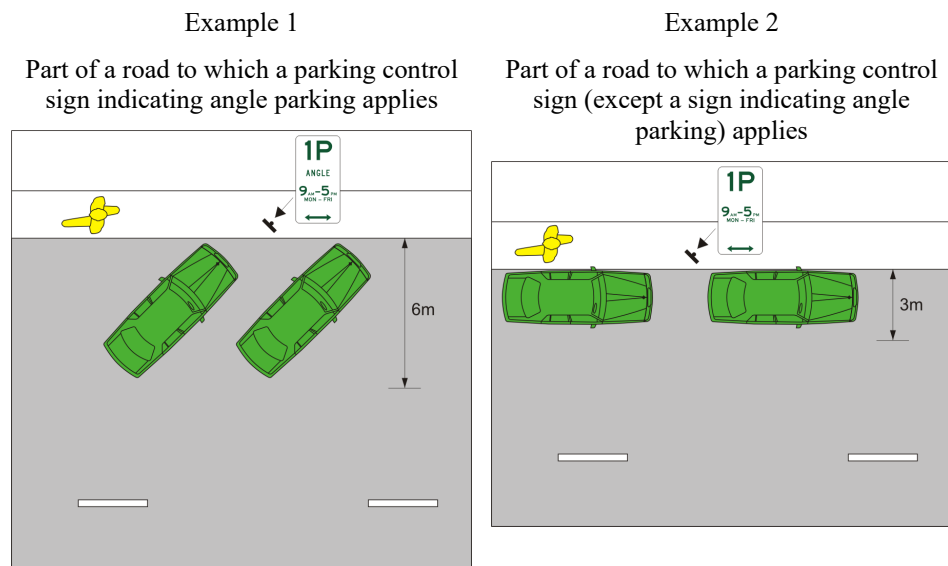 Example 1
Part of a road to which a parking control
sign indicating angle parking applies
1P
ANGLE
9AM-5PM
MON - FRI
6m
Example 2
Part of a road to which a parking control
sign (except a sign indicating angle
parking) applies
1P
9AM-5PM
MON - FRI
3m